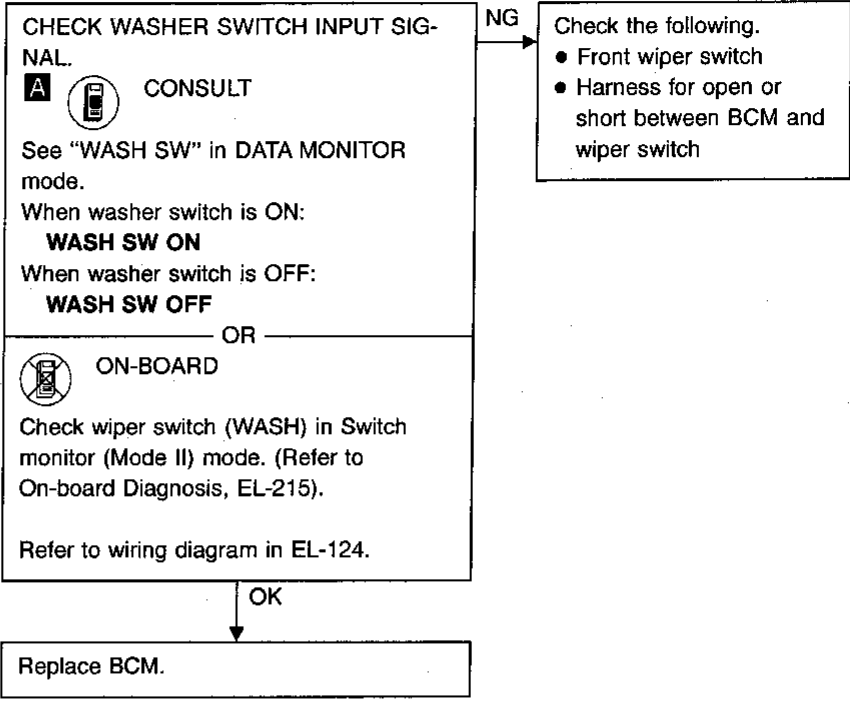 CHECK WASHER SWITCH INPUT SIG-
NAL.
A CONSULT
See "WASH SW" in DATA MONITOR
mode.
When washer switch is ON:
WASH SW ON
When washer switch is OFF:
WASH SW OFF
OR
ON-BOARD
Check wiper switch (WASH) in Switch
monitor (Mode II) mode. (Refer to
On-board Diagnosis, EL-215).
Refer to wiring diagram in EL-124.
NG
Check the following.
● Front wiper switch
● Harness for open or
short between BCM and
wiper switch
OK
Replace BCM.